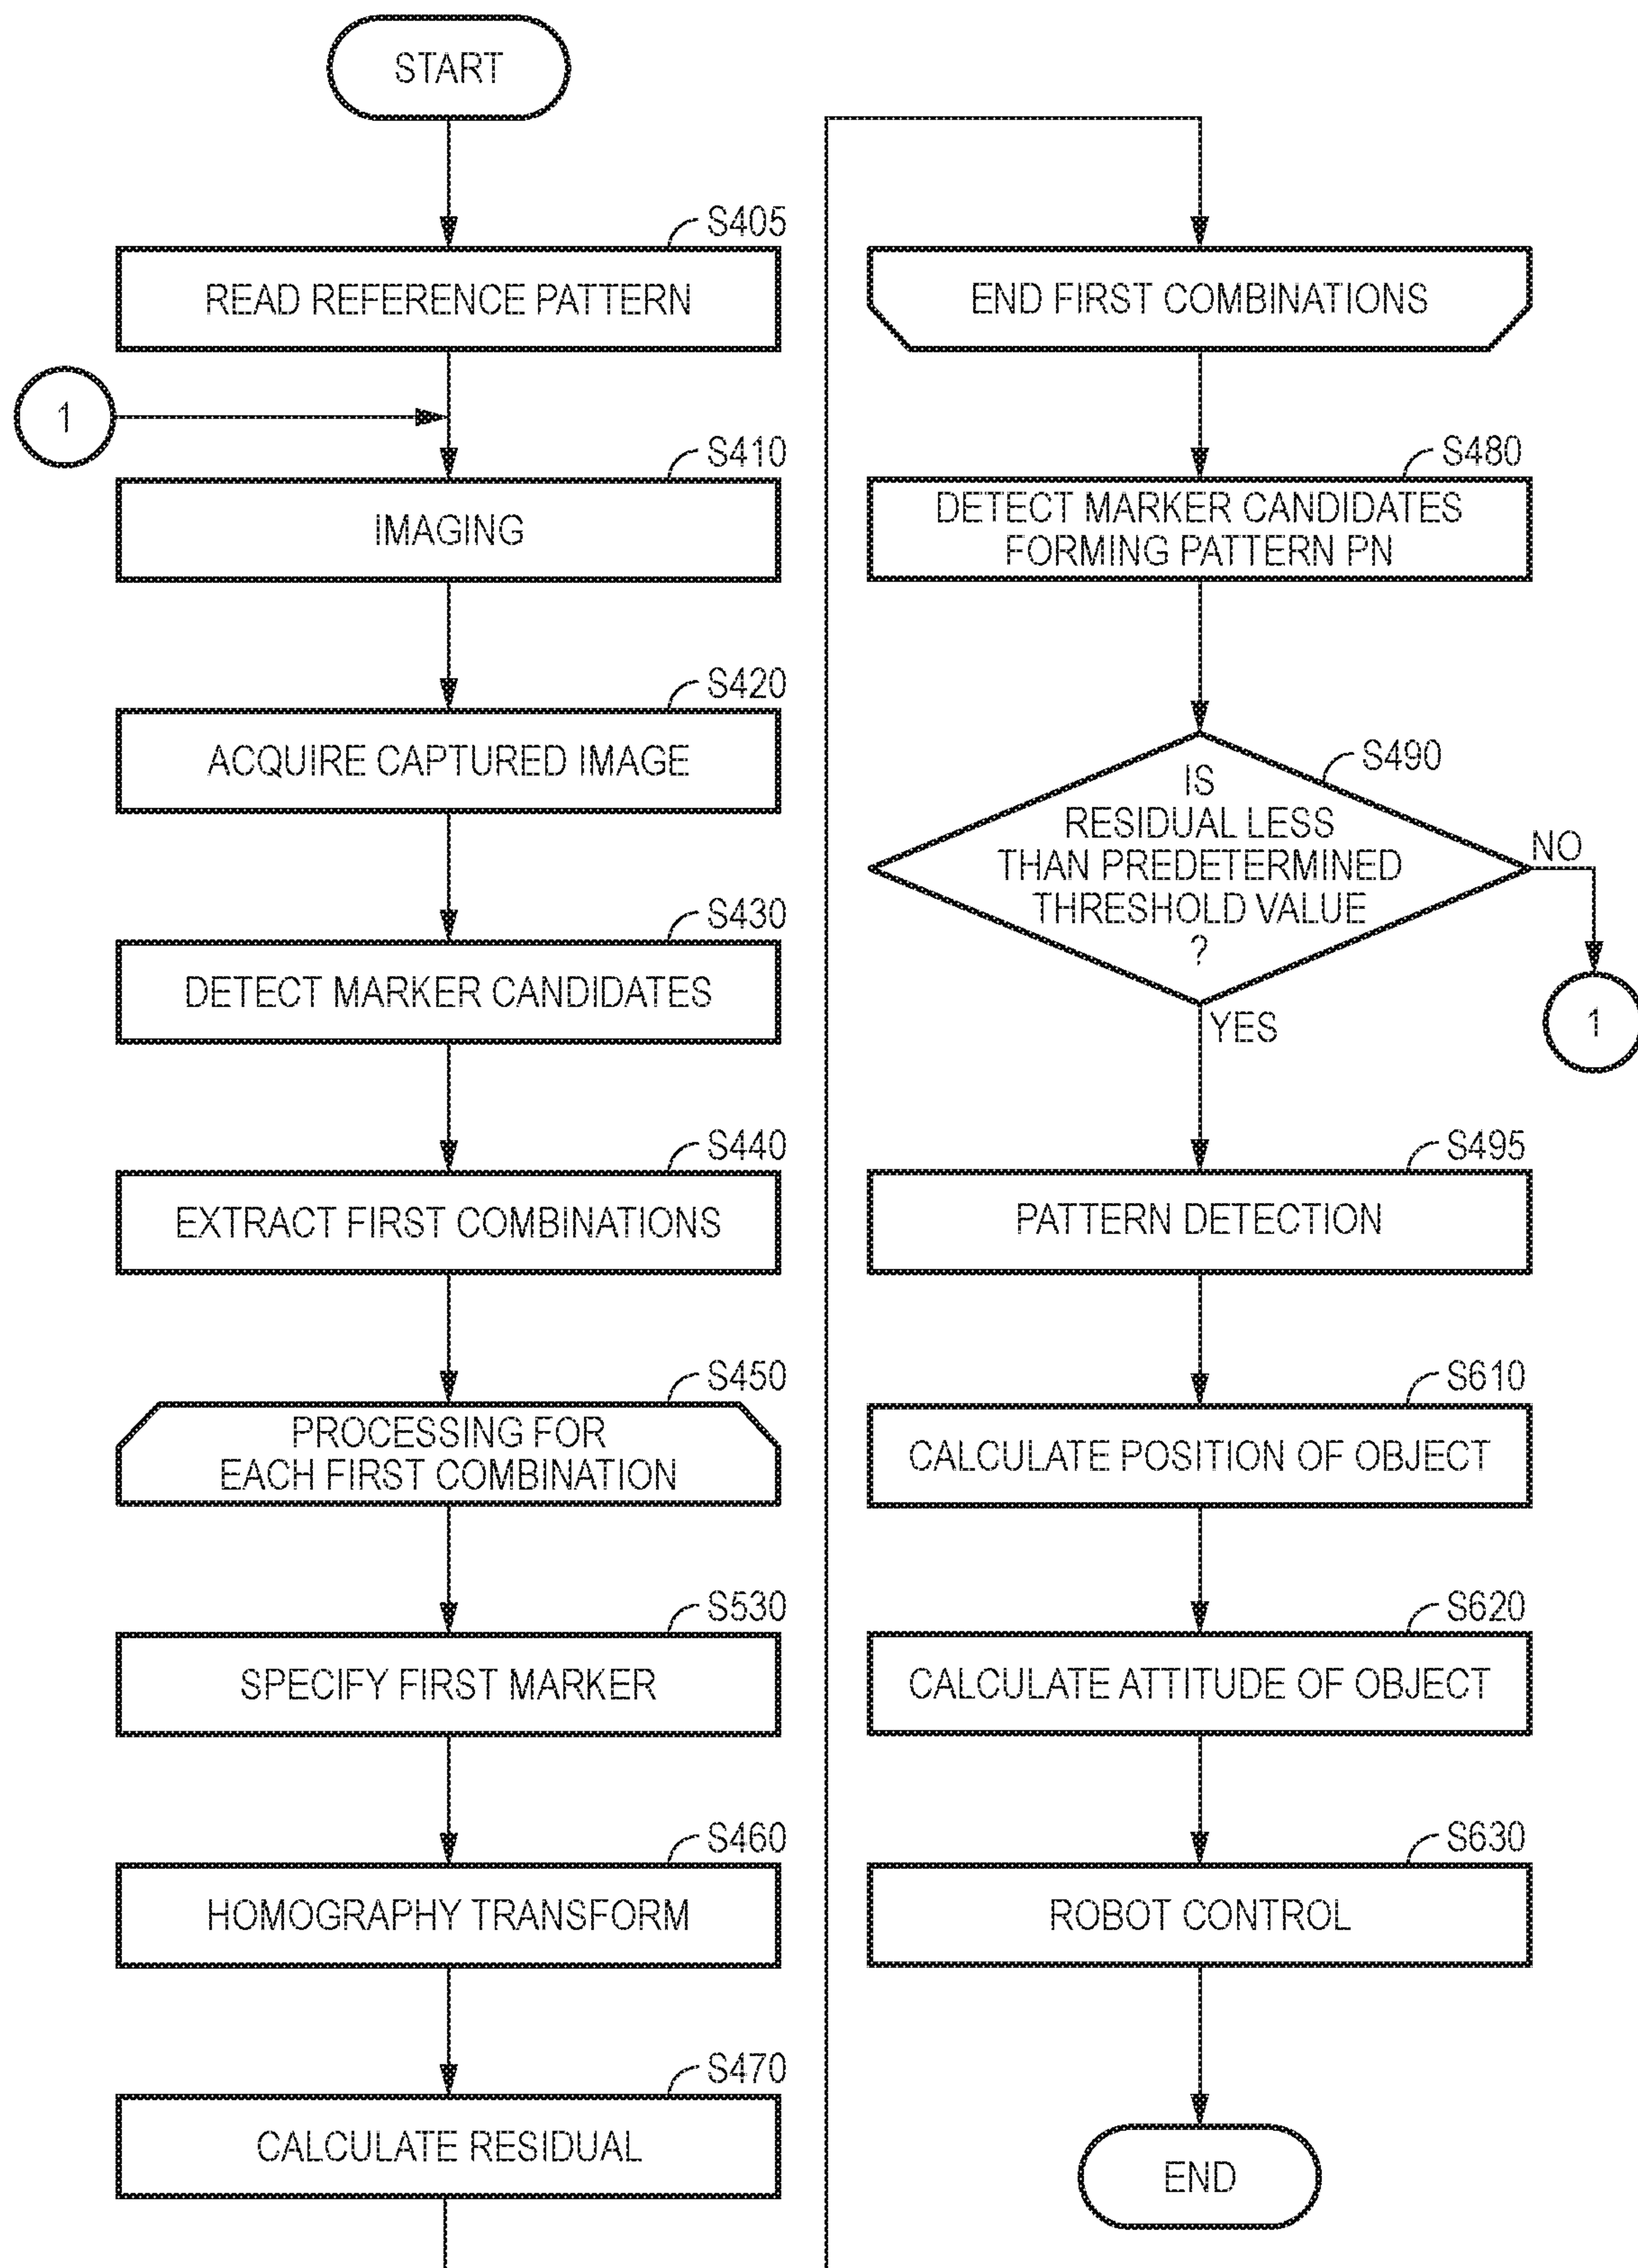 START
S405
READ REFERENCE PATTERN
1
S410
IMAGING
S420
ACQUIRE CAPTURED IMAGE
S430
DETECT MARKER CANDIDATES
S440
EXTRACT FIRST COMBINATIONS
S450
PROCESSING FOR
EACH FIRST COMBINATION
S530
SPECIFY FIRST MARKER
S460
HOMOGRAPHY TRANSFORM
S470
CALCULATE RESIDUAL
END FIRST COMBINATIONS
S480
DETECT MARKER CANDIDATES
FORMING PATTERN PN
S490
IS
RESIDUAL LESS
THAN PREDETERMINED
THRESHOLD VALUE
?
NO
1
YES
S495
PATTERN DETECTION
S610
CALCULATE POSITION OF OBJECT
S620
CALCULATE ATTITUDE OF OBJECT
S630
ROBOT CONTROL
END